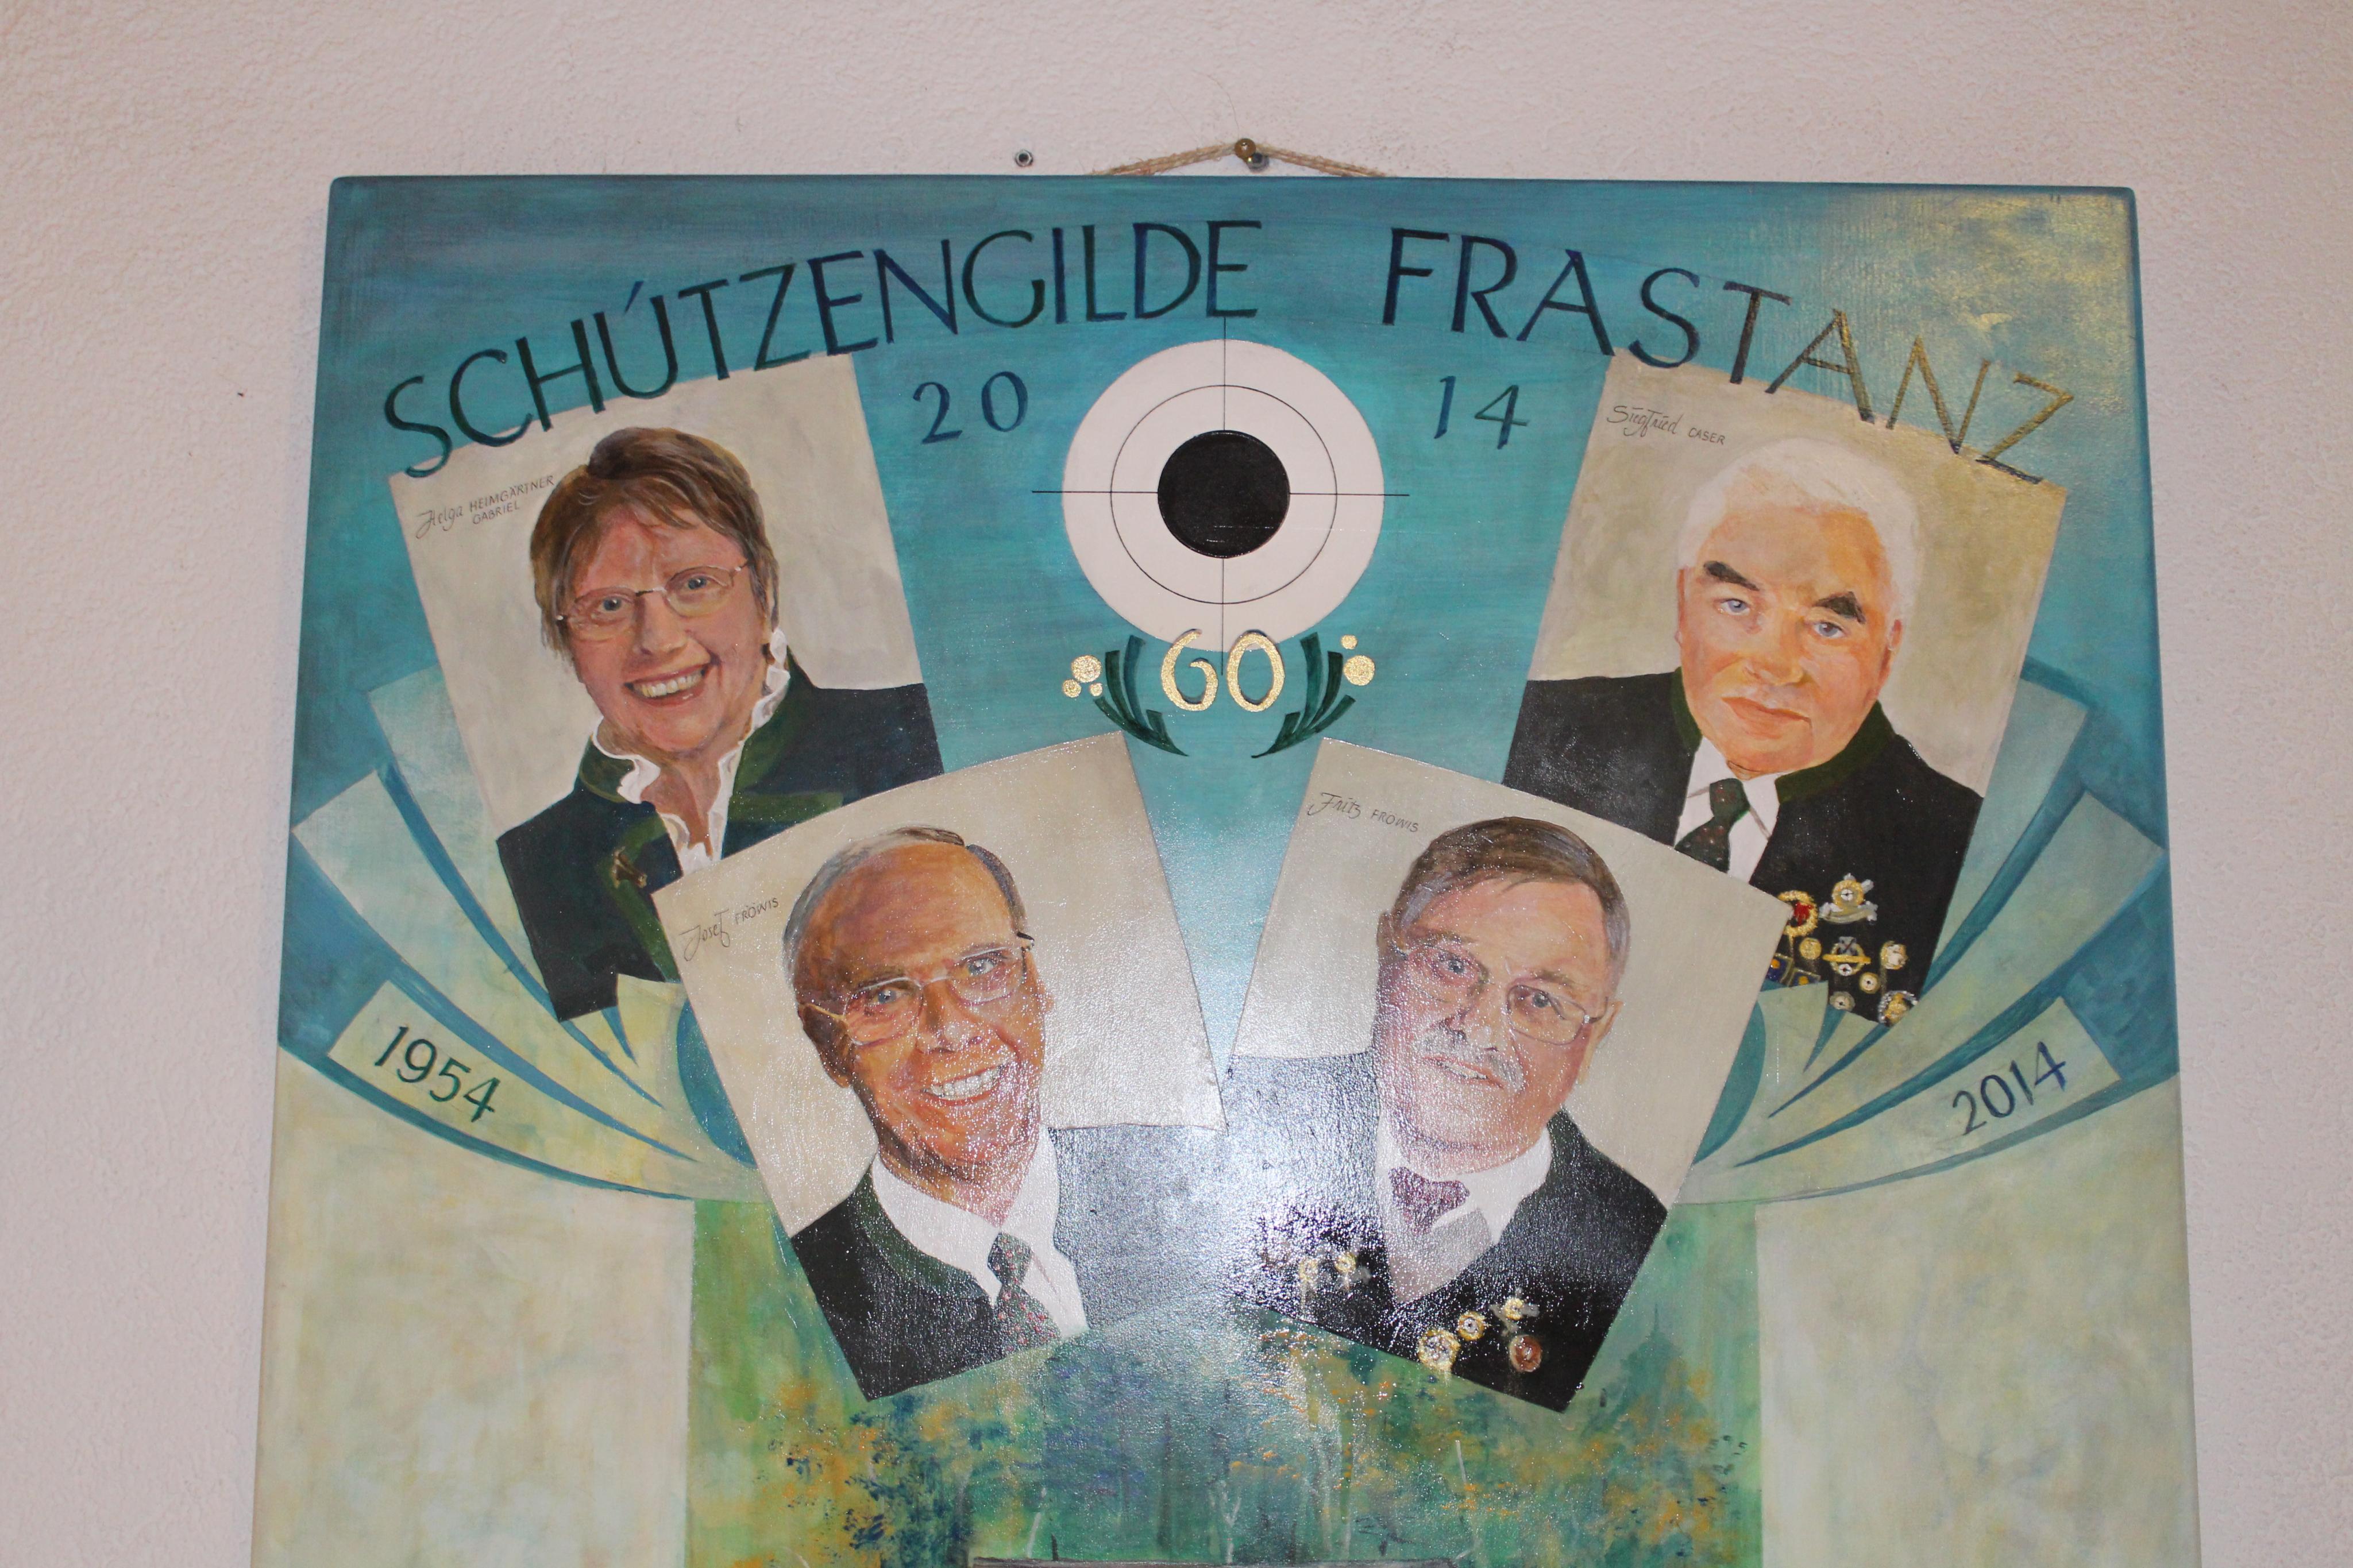 SCHÚTZENGILDE FRASTANZ
20 14
Siegfried CASER
Helga HEIMGÄRTNER
GABRIEL
60
Fritz FRÖWIS
Josef FRÖWIS
1954
2014